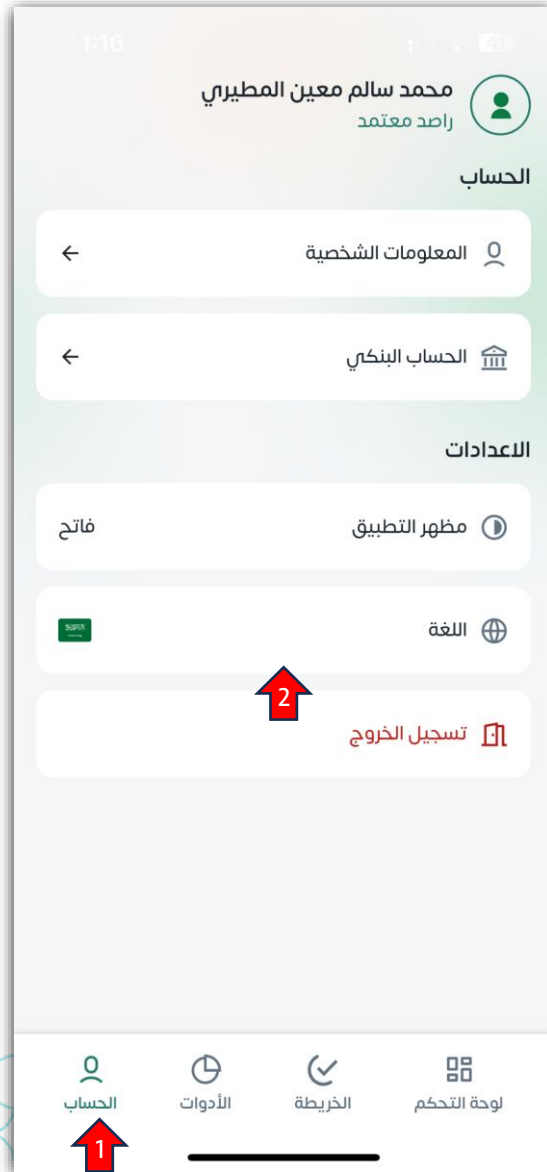 1:16
محمد سالم معين المطيري
راصد معتمد
الحساب
المعلومات الشخصية
الحساب البنكي
الاعدادات
مظهر التطبيق
فاتح
اللغة
2
تسجيل الخروج
لوحة التحكم
الخريطة
الأدوات
الحساب
1